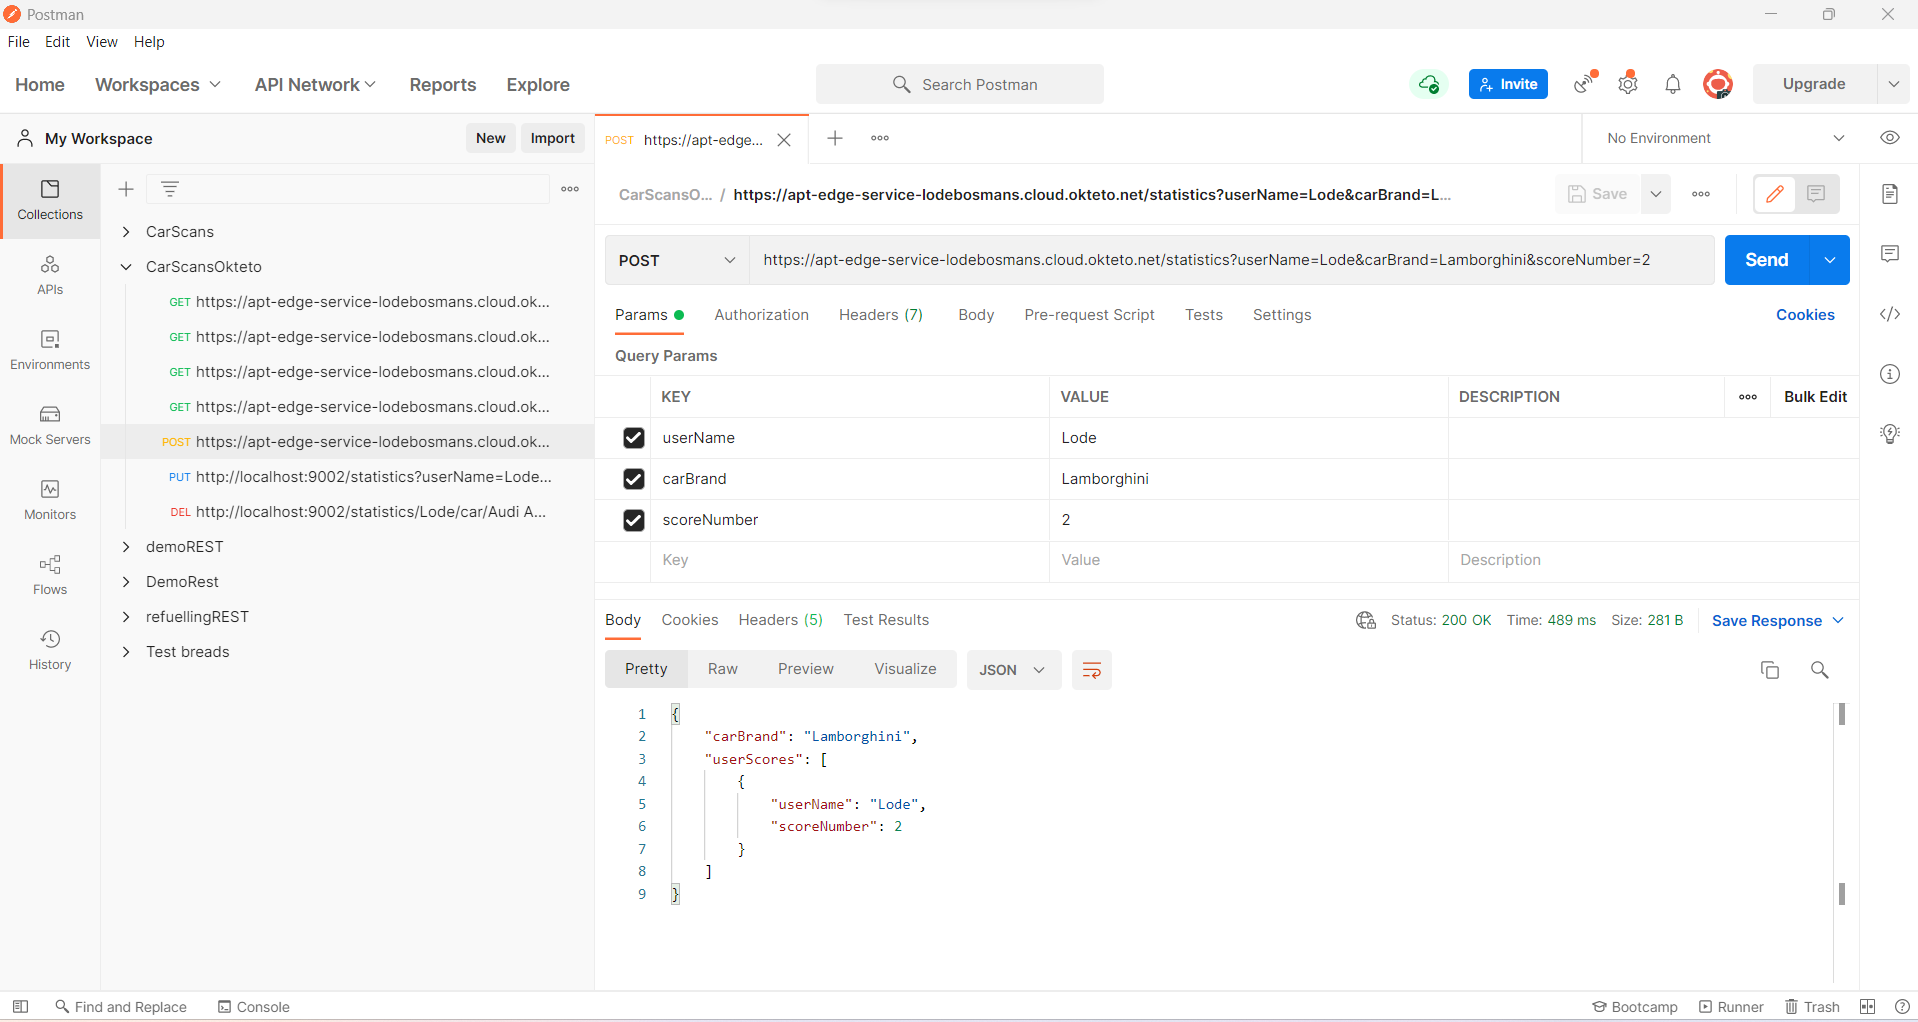 Postman
File Edit View Help
Home Workspaces API Network Reports Explore Search Postman Invite Upgrade
My Workspace New Import POST https://apt-edge... No Environment
Collections
APIs
Environments
Mock Servers
Monitors
Flows
History
CarScans
CarScansOkteto
GET https://apt-edge-service-lodebosmans.cloud.ok...
GET https://apt-edge-service-lodebosmans.cloud.ok...
GET https://apt-edge-service-lodebosmans.cloud.ok...
GET https://apt-edge-service-lodebosmans.cloud.ok...
POST https://apt-edge-service-lodebosmans.cloud.ok...
PUT http://localhost:9002/statistics?userName=Lode...
DEL http://localhost:9002/statistics/Lode/car/Audi A...
demoREST
DemoRest
refuellingREST
Test breads
CarScansO... / https://apt-edge-service-lodebosmans.cloud.okteto.net/statistics?userName=Lode&carBrand=L... Save
POST https://apt-edge-service-lodebosmans.cloud.okteto.net/statistics?userName=Lode&carBrand=Lamborghini&scoreNumber=2 Send
Params Authorization Headers (7) Body Pre-request Script Tests Settings Cookies
Query Params
KEY VALUE DESCRIPTION Bulk Edit
userName Lode
carBrand Lamborghini
scoreNumber 2
Key Value Description
Body Cookies Headers (5) Test Results Status: 200 OK Time: 489 ms Size: 281 B Save Response
Pretty Raw Preview Visualize JSON
1 {
2 "carBrand": "Lamborghini",
3 "userScores": [
4 {
5 "userName": "Lode",
6 "scoreNumber": 2
7 }
8 ]
9 }
Find and Replace Console Bootcamp Runner Trash